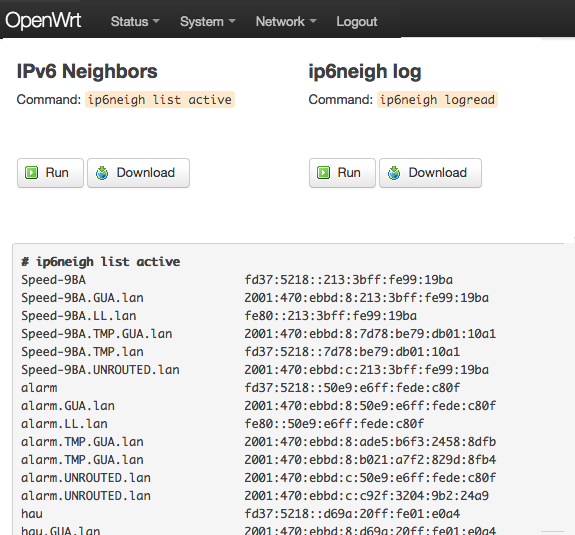 OpenWrt Status System Network Logout
IPv6 Neighbors
Command: ip6neigh list active
Run Download
ip6neigh log
Command: ip6neigh logread
Run Download
# ip6neigh list active
Speed-9BA fd37:5218::213:3bff:fe99:19ba
Speed-9BA.GUA.lan 2001:470:ebbd:8:213:3bff:fe99:19ba
Speed-9BA.LL.lan fe80::213:3bff:fe99:19ba
Speed-9BA.TMP.GUA.lan 2001:470:ebbd:8:7d78:be79:db01:10a1
Speed-9BA.TMP.lan fd37:5218::7d78:be79:db01:10a1
Speed-9BA.UNROUTED.lan 2001:470:ebbd:c:213:3bff:fe99:19ba
alarm fd37:5218::50e9:e6ff:fede:c80f
alarm.GUA.lan 2001:470:ebbd:8:50e9:e6ff:fede:c80f
alarm.LL.lan fe80::50e9:e6ff:fede:c80f
alarm.TMP.GUA.lan 2001:470:ebbd:8:ade5:b6f3:2458:8dfb
alarm.TMP.GUA.lan 2001:470:ebbd:8:b021:a7f2:829d:8fb4
alarm.UNROUTED.lan 2001:470:ebbd:c:50e9:e6ff:fede:c80f
alarm.UNROUTED.lan 2001:470:ebbd:c:c92f:3204:9b2:24a9
hau fd37:5218::d69a:20ff:fe01:e0a4
hau.GUA.lan 2001:470:ebbd:8:d69a:20ff:fe01:e0a4